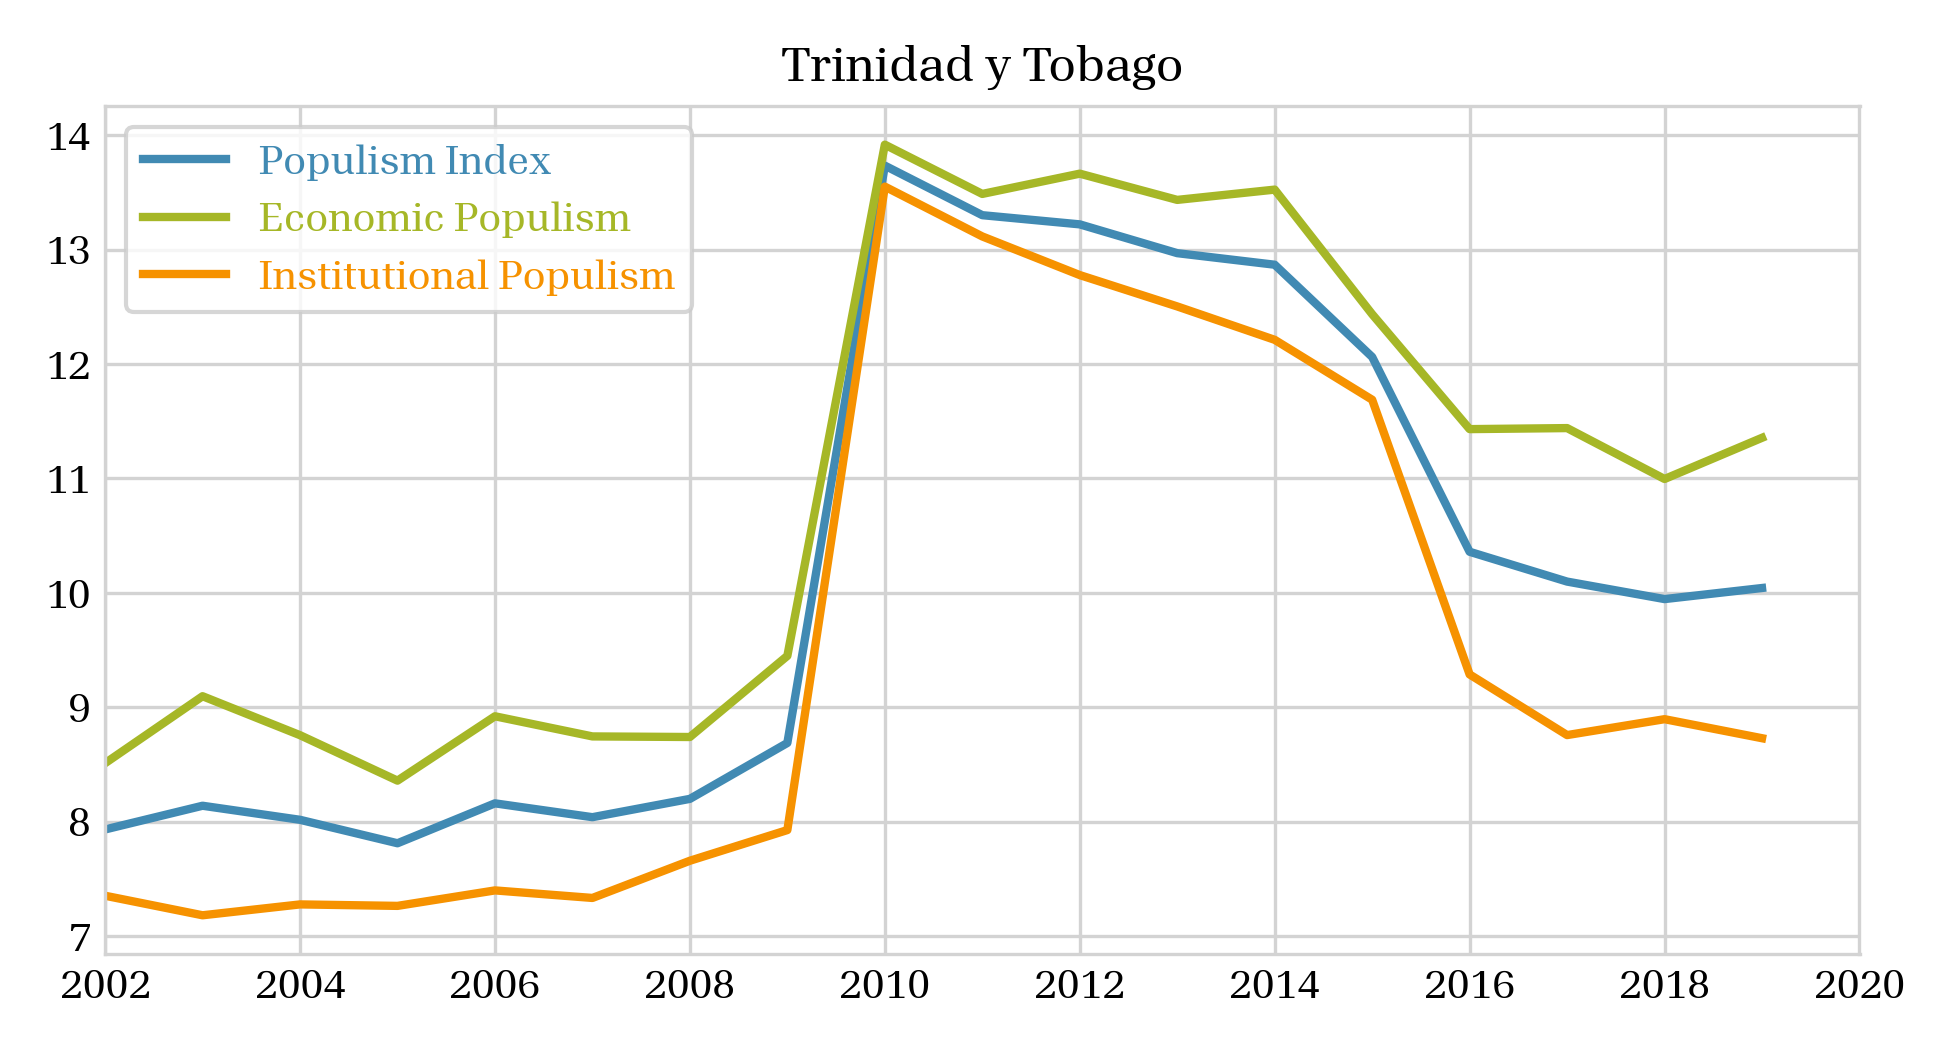 Trinidad y Tobago
Populism Index
Economic Populism
Institutional Populism
14
13
12
11
10
9
8
7
2002 2004 2006 2008 2010 2012 2014 2016 2018 2020